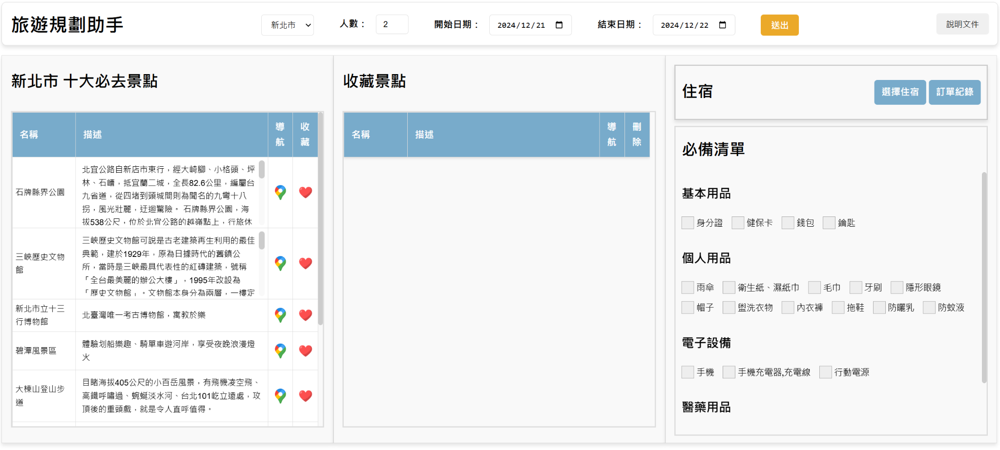 旅遊規劃助手
新北市
人數：
2
開始日期：
2024/12/21
結束日期：
2024/12/22
送出
說明文件
新北市 十大必去景點
名稱
描述
導
航
收
藏
石牌縣界公園
北宜公路自新店市東行，經大崎腳、小格頭、坪
林、石嶆，抵宜蘭二城，全長82.6公里，編屬台
九省道，從四堵到頭城間則為聞名的九彎十八
拐，風光壯麗，迂迴驚險。 石牌縣界公園，海
拔538公尺，位於北宜公路的越嶺點上，行旅休
三峽歷史文物
館
三峽歷史文物館可說是古老建築再生利用的最佳
典範，建於1929年，原為日據時代的舊鎮公
所，當時是三峽最具代表性的紅磚建築，號稱
「全台最美麗的辦公大樓」，1995年改設為
「歷史文物館」。文物館本身分為兩層，一樓定
新北市立十三
行博物館
北臺灣唯一考古博物館，寓教於樂
碧潭風景區
體驗划船樂趣、騎單車遊河岸，享受夜晚浪漫燈
火
大棟山登山步
道
目睹海拔405公尺的小百岳風景，有飛機凌空飛、
高鐵呼嘯過、蜿蜒淡水河、台北101屹立遠處，攻
頂後的重頭戲，就是令人直呼值得。
收藏景點
名稱
描述
導
航
刪
除
住宿
選擇住宿
訂單紀錄
必備清單
基本用品
身分證 健保卡 錢包 鑰匙
個人用品
雨傘 衛生紙、濕紙巾 毛巾 牙刷 隱形眼鏡
帽子 盥洗衣物 內衣褲 拖鞋 防曬乳 防蚊液
電子設備
手機 手機充電器,充電線 行動電源
醫藥用品